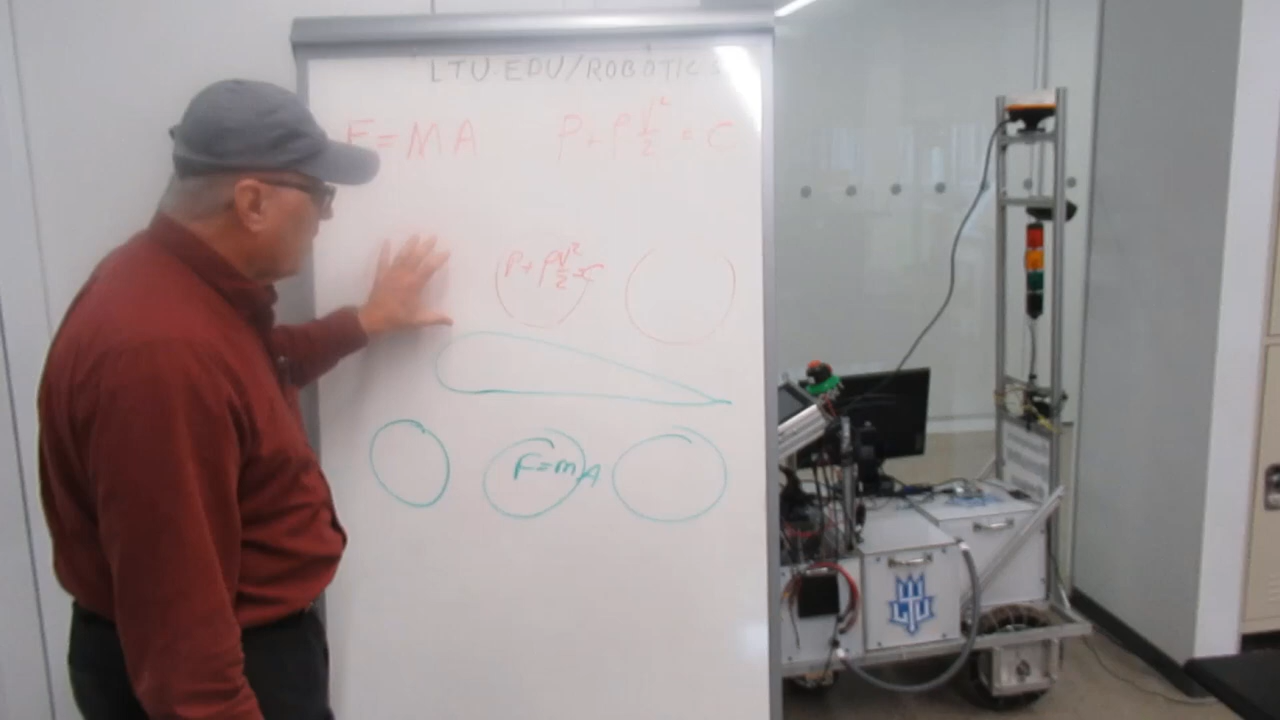 LTU.EDU/ROBOTICS
F=MA P+ρV²/2=C
P+ρV²/2=C
F=mA
LTU